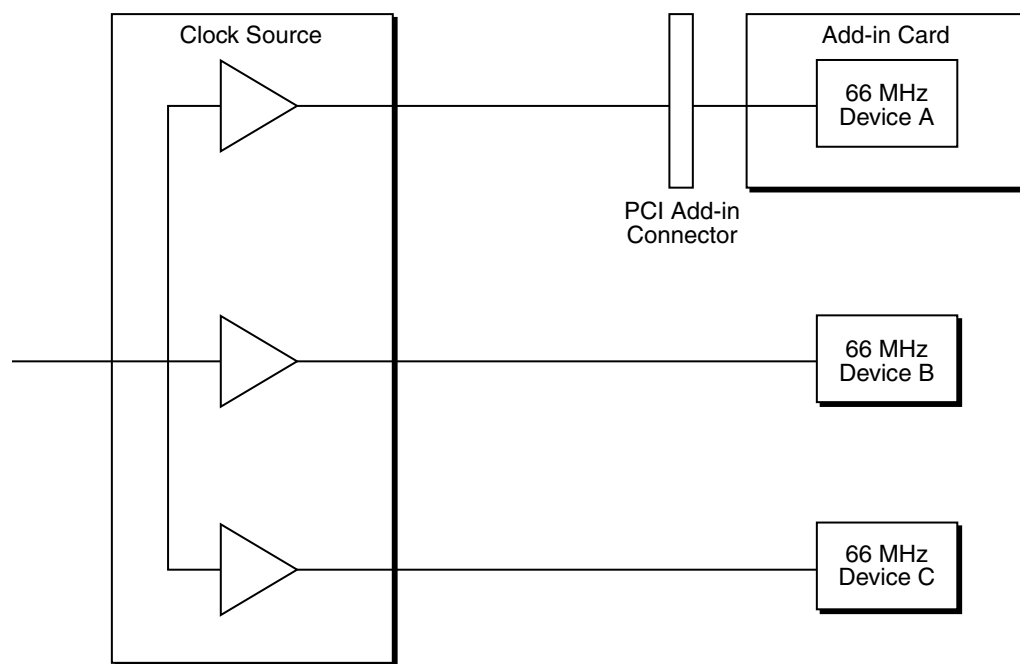 Clock Source
Add-in Card
66 MHz
Device A
PCI Add-in
Connector
66 MHz
Device B
66 MHz
Device C